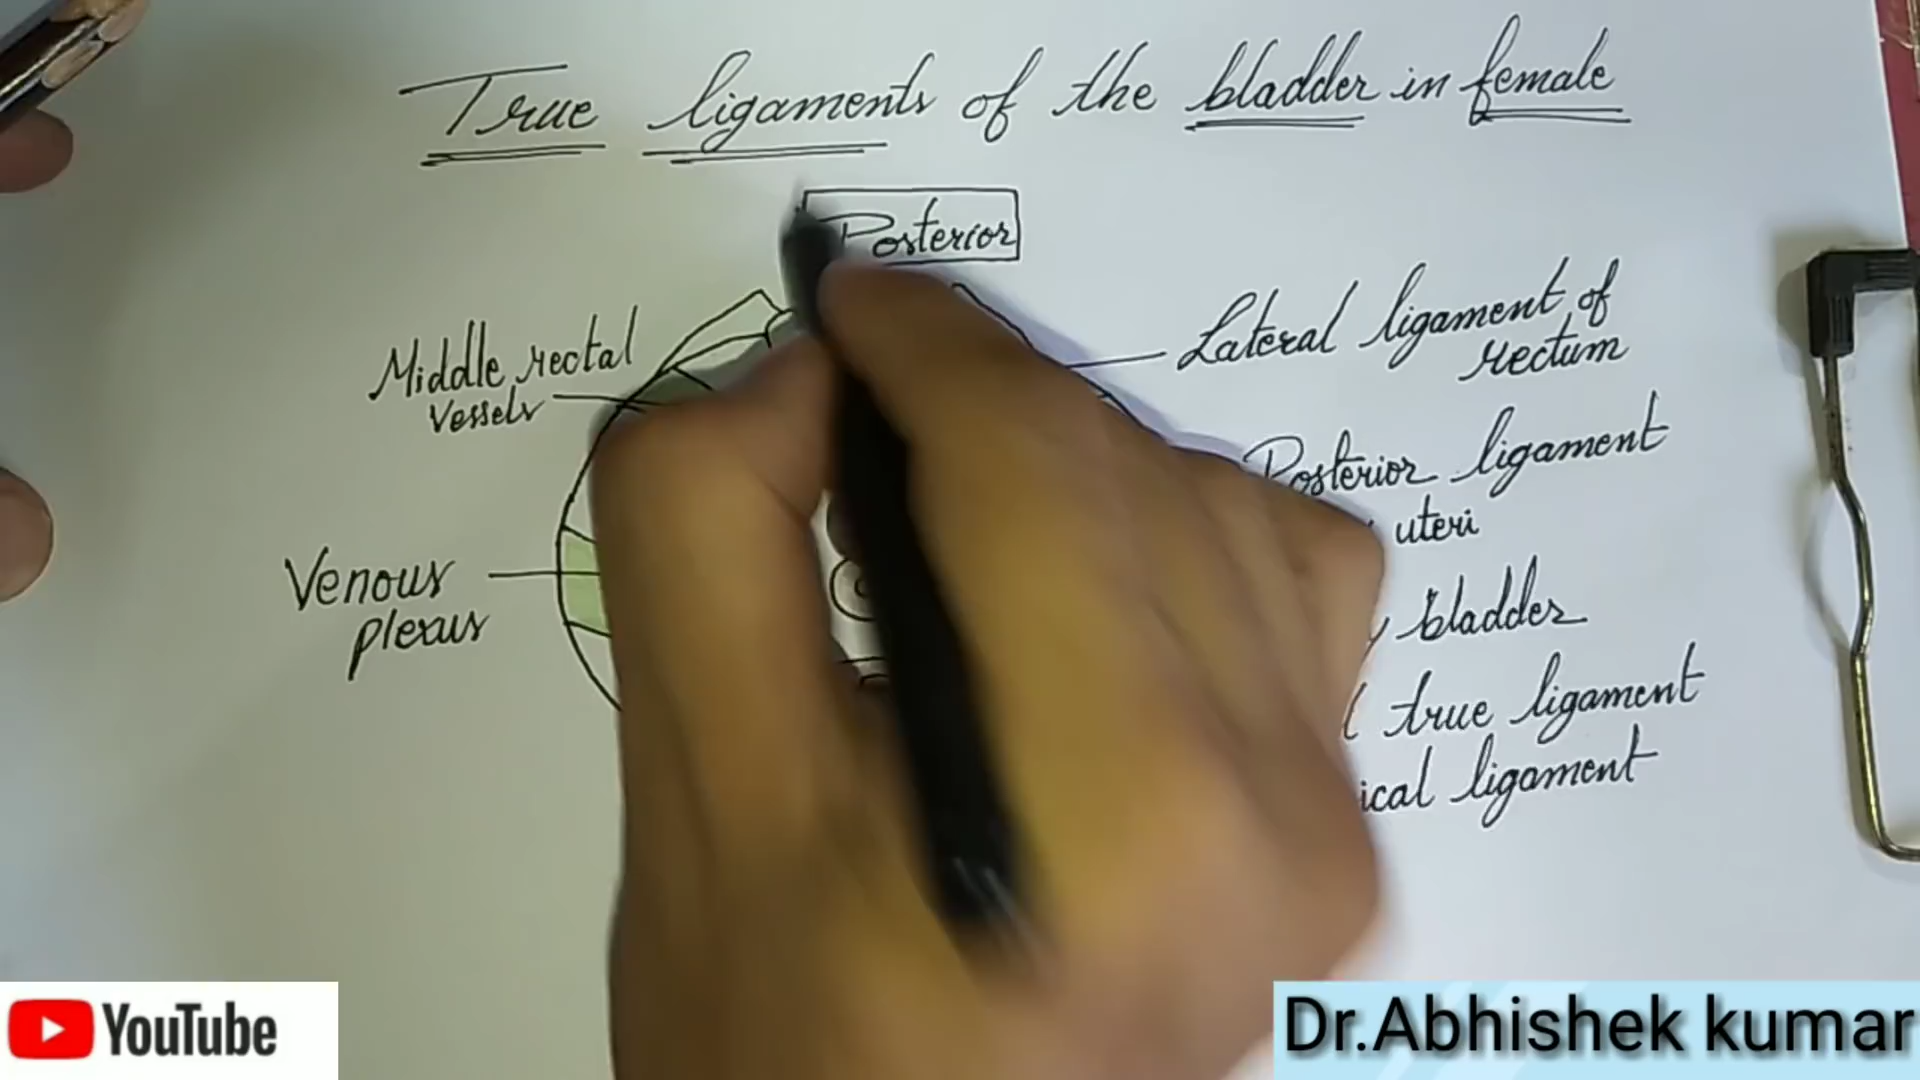 True ligaments of the bladder in female
Posterior
Middle rectal
vessels
Lateral ligament of
rectum
Posterior ligament
uteri
Venous
plexus
bladder
true ligament
ligament
YouTube
Dr.Abhishek kumar